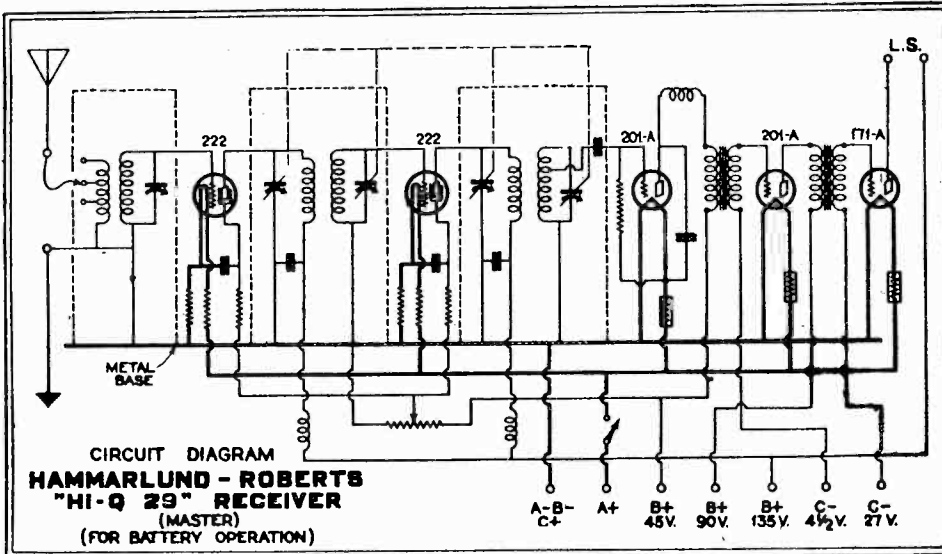 L.S.
222
222
201-A
201-A
171-A
METAL
BASE
CIRCUIT DIAGRAM
HAMMARLUND - ROBERTS
"HI-Q 29" RECEIVER
(MASTER)
(FOR BATTERY OPERATION)
A-B-
C+
A+
B+
45V.
B+
90V.
B+
135V.
C-
4½V.
C-
27V.